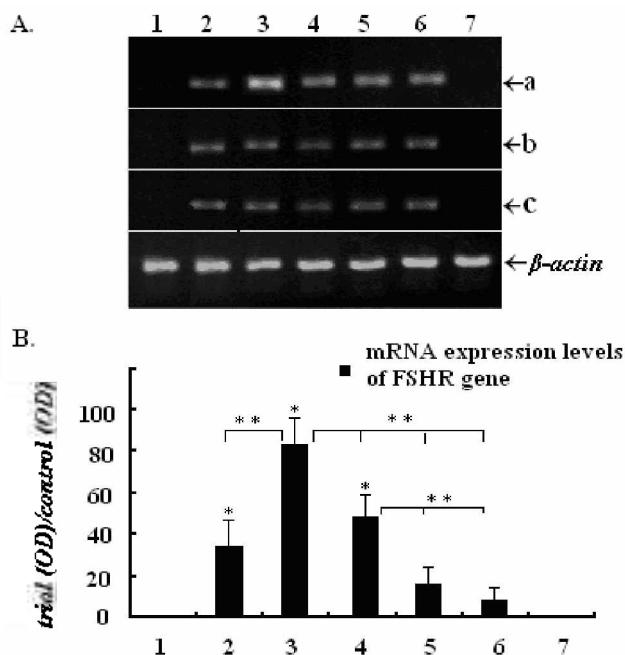 A.
1 2 3 4 5 6 7
←a
←b
←c
←β-actin
B.
■ mRNA expression levels
of FSHR gene
trial (OD)/control (OD)
100
80
60
40
20
0
* * * * *
* * *
* *
1 2 3 4 5 6 7